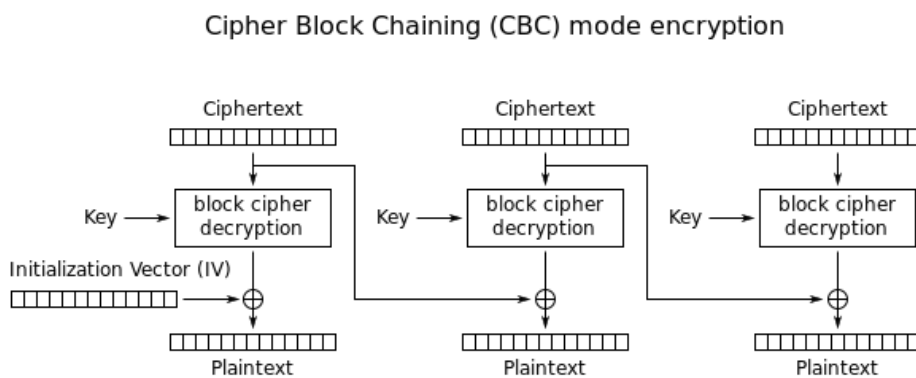 Cipher Block Chaining (CBC) mode encryption
Ciphertext
Ciphertext
Ciphertext
Key
block cipher
decryption
Key
block cipher
decryption
Key
block cipher
decryption
Initialization Vector (IV)
Plaintext
Plaintext
Plaintext